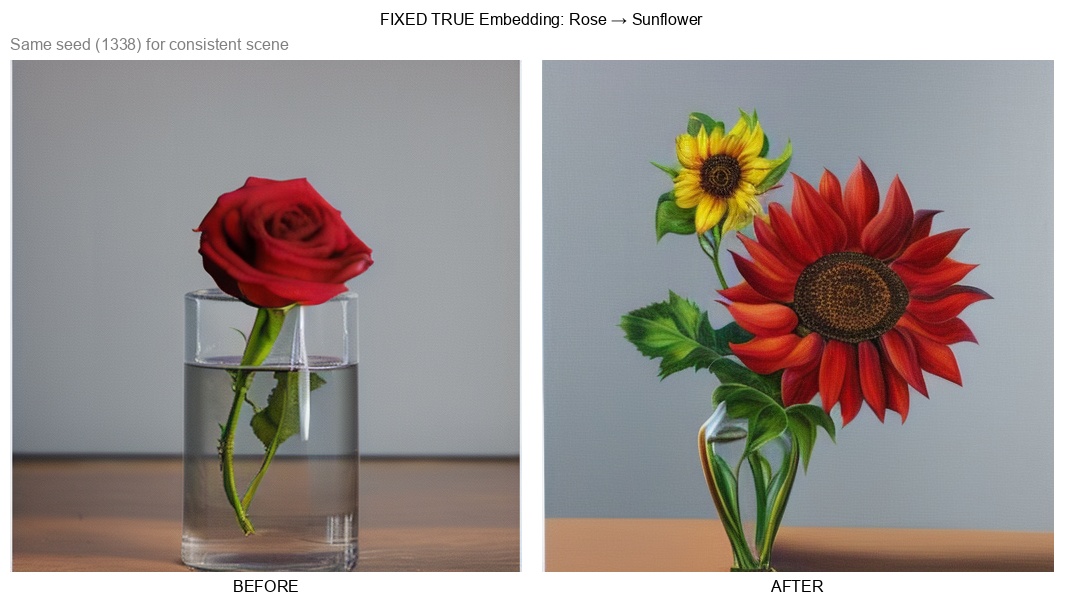 FIXED TRUE Embedding: Rose → Sunflower
Same seed (1338) for consistent scene
BEFORE
AFTER